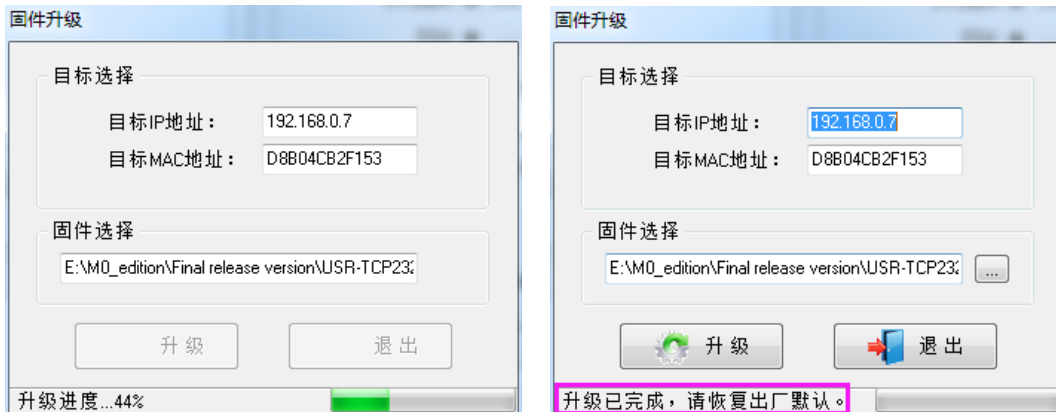 固件升级
目标选择
目标IP地址： 192.168.0.7
目标MAC地址： D8B04CB2F153
固件选择
E:\M0_edition\Final release version\USR-TCP232
升级 退出
升级进度...44%
固件升级
目标选择
目标IP地址： 192.168.0.7
目标MAC地址： D8B04CB2F153
固件选择
E:\M0_edition\Final release version\USR-TCP232 ...
升级 退出
升级已完成，请恢复出厂默认。